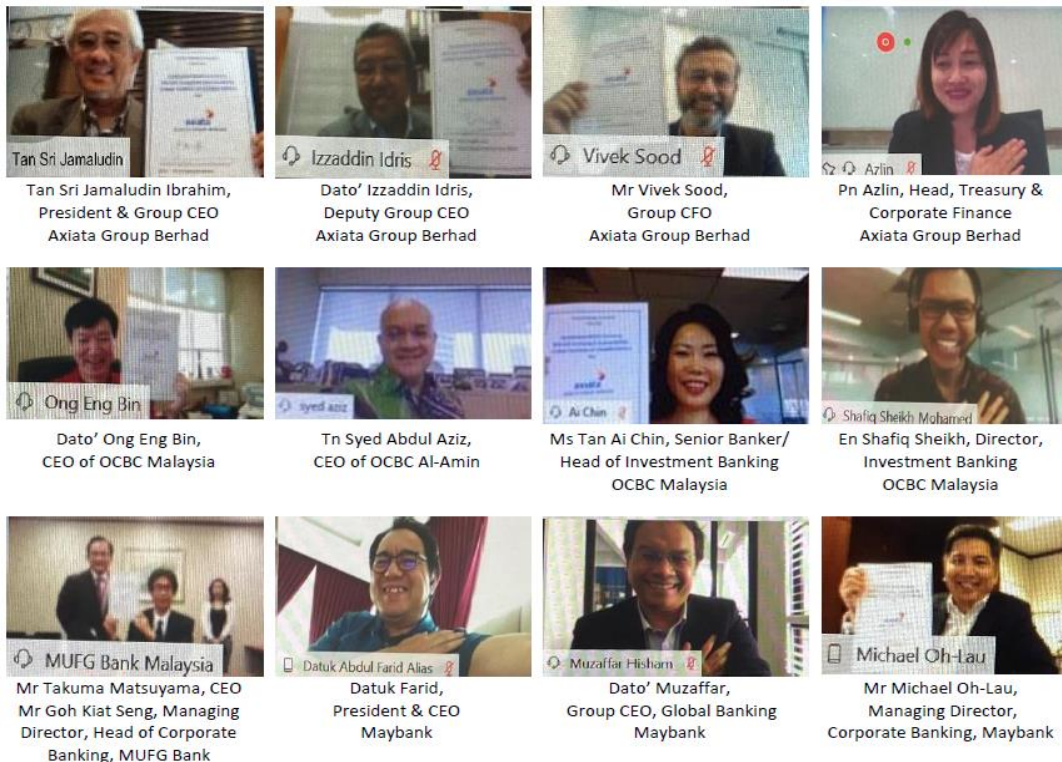 Tan Sri Jamaludin
Izzaddin Idris
Vivek Sood
Azlin
Tan Sri Jamaludin Ibrahim,
President & Group CEO
Axiata Group Berhad
Dato’ Izzaddin Idris,
Deputy Group CEO
Axiata Group Berhad
Mr Vivek Sood,
Group CFO
Axiata Group Berhad
Pn Azlin, Head, Treasury &
Corporate Finance
Axiata Group Berhad
Ong Eng Bin
syed aziz
axiata
Ai Chin
Shafiq Sheikh Mohamed
Dato’ Ong Eng Bin,
CEO of OCBC Malaysia
Tn Syed Abdul Aziz,
CEO of OCBC Al-Amin
Ms Tan Ai Chin, Senior Banker/
Head of Investment Banking
OCBC Malaysia
En Shafiq Sheikh, Director,
Investment Banking
OCBC Malaysia
MUFG Bank Malaysia
Datuk Abdul Farid Alias
Muzaffar Hisham
Michael Oh-Lau
Mr Takuma Matsuyama, CEO
Mr Goh Kiat Seng, Managing
Director, Head of Corporate
Banking, MUFG Bank
Datuk Farid,
President & CEO
Maybank
Dato’ Muzaffar,
Group CEO, Global Banking
Maybank
Mr Michael Oh-Lau,
Managing Director,
Corporate Banking, Maybank